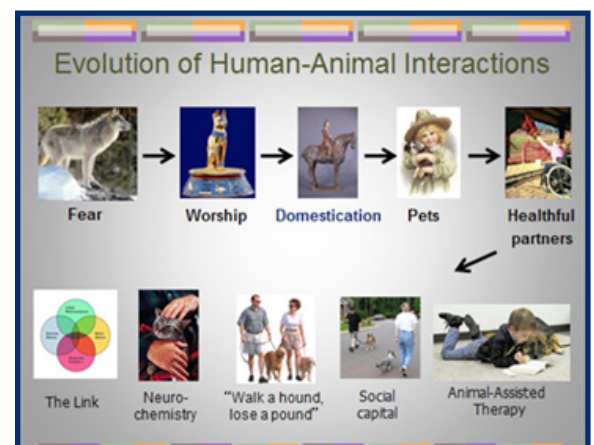 Evolution of Human-Animal Interactions
Fear
Worship
Domestication
Pets
Healthful
partners
The Link
Neuro-
chemistry
"Walk a hound,
lose a pound"
Social
capital
Animal-Assisted
Therapy